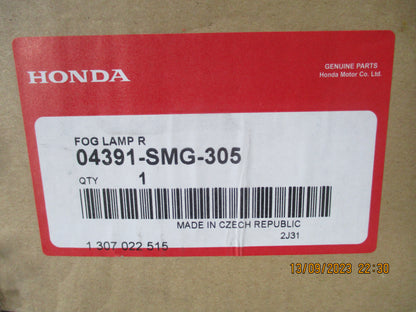 HONDA
GENUINE PARTS
Honda Motor Co. Ltd.
FOG LAMP R
04391-SMG-305
QTY 1
MADE IN CZECH REPUBLIC
2J31
1 307 022 515
13/09/2023 22:30